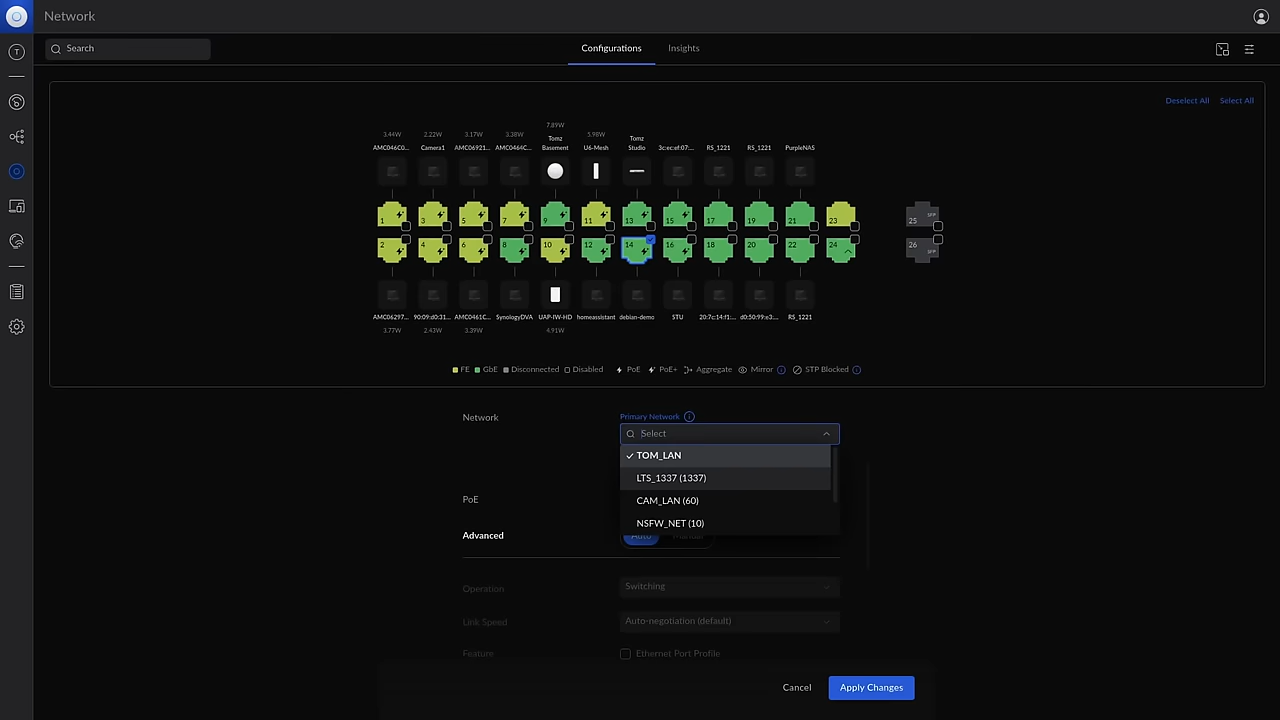 Network
T
Search
Configurations
Insights
Deselect All
Select All
7.89W
3.44W
2.22W
3.17W
3.38W
Tomz
5.98W
Tomz
AMC046C0...
Camera1
AMC06921...
AMC0464C...
Basement
U6-Mesh
Studio
3c:ec:ef:07:...
RS_1221
RS_1221
PurpleNAS
1
3
5
7
9
11
13
15
17
19
21
23
25
SFP
2
4
6
8
10
12
14
16
18
20
22
24
26
SFP
AMC06297...
90:09:d0:31...
AMC0461C...
SynologyDVA
UAP-IW-HD
homeassistant
debian-demo
STU
20:7c:14:f1:...
d0:50:99:e3:...
RS_1221
3.77W
2.43W
3.39W
4.91W
FE
GbE
Disconnected
Disabled
PoE
PoE+
Aggregate
Mirror
STP Blocked
Network
Primary Network
Select
TOM_LAN
LTS_1337 (1337)
CAM_LAN (60)
NSFW_NET (10)
PoE
Advanced
Auto
Manual
Operation
Switching
Link Speed
Auto-negotiation (default)
Feature
Ethernet Port Profile
Cancel
Apply Changes